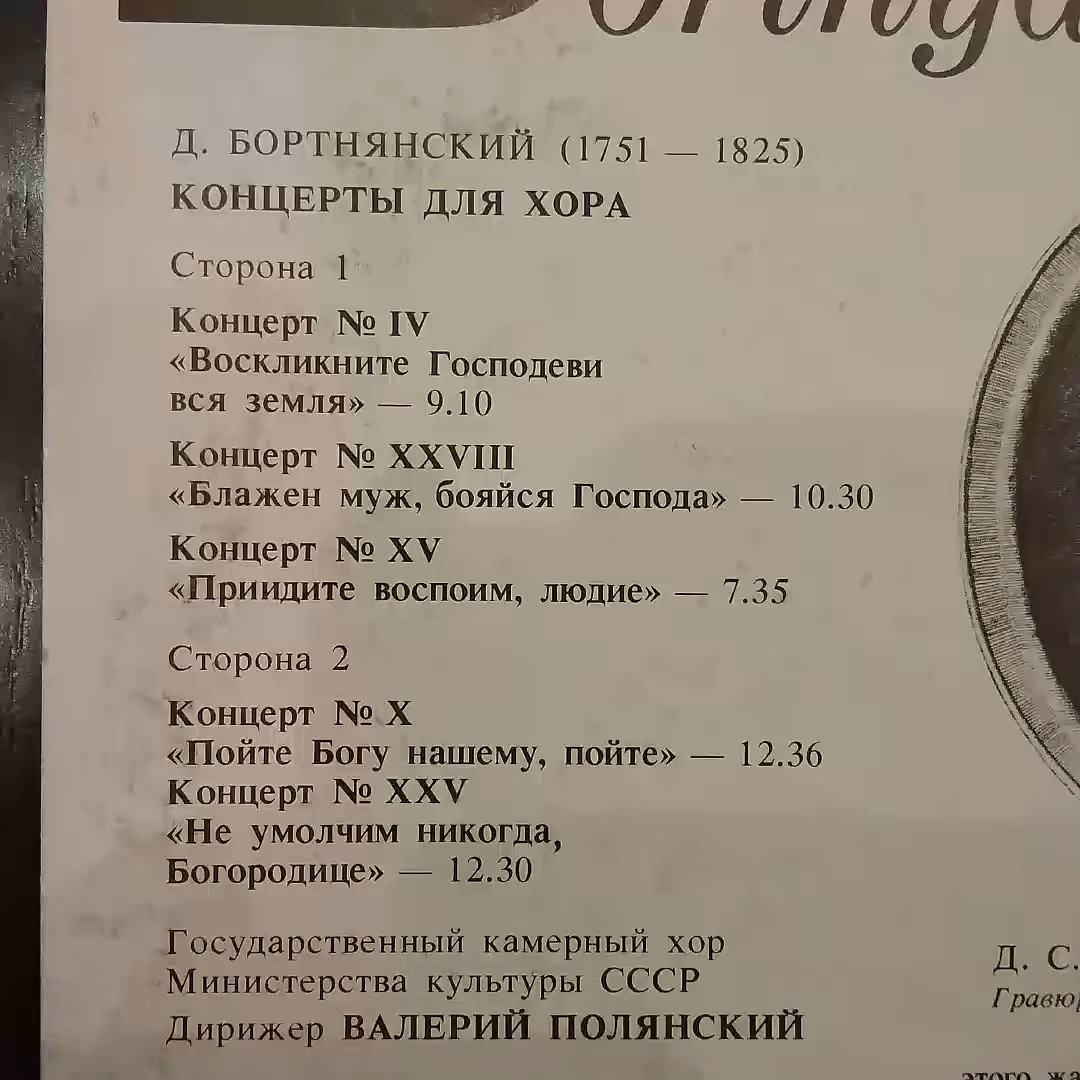 Д. БОРТНЯНСКИЙ (1751 — 1825)
КОНЦЕРТЫ ДЛЯ ХОРА
Сторона 1
Концерт № IV
«Воскликните Господеви
вся земля» — 9.10
Концерт № XXVIII
«Блажен муж, бояйся Господа» — 10.30
Концерт № XV
«Приидите воспоим, людие» — 7.35
Сторона 2
Концерт № X
«Пойте Богу нашему, пойте» — 12.36
Концерт № XXV
«Не умолчим никогда,
Богородице» — 12.30
Государственный камерный хор
Министерства культуры СССР
Дирижер ВАЛЕРИЙ ПОЛЯНСКИЙ
Д. С.
этого